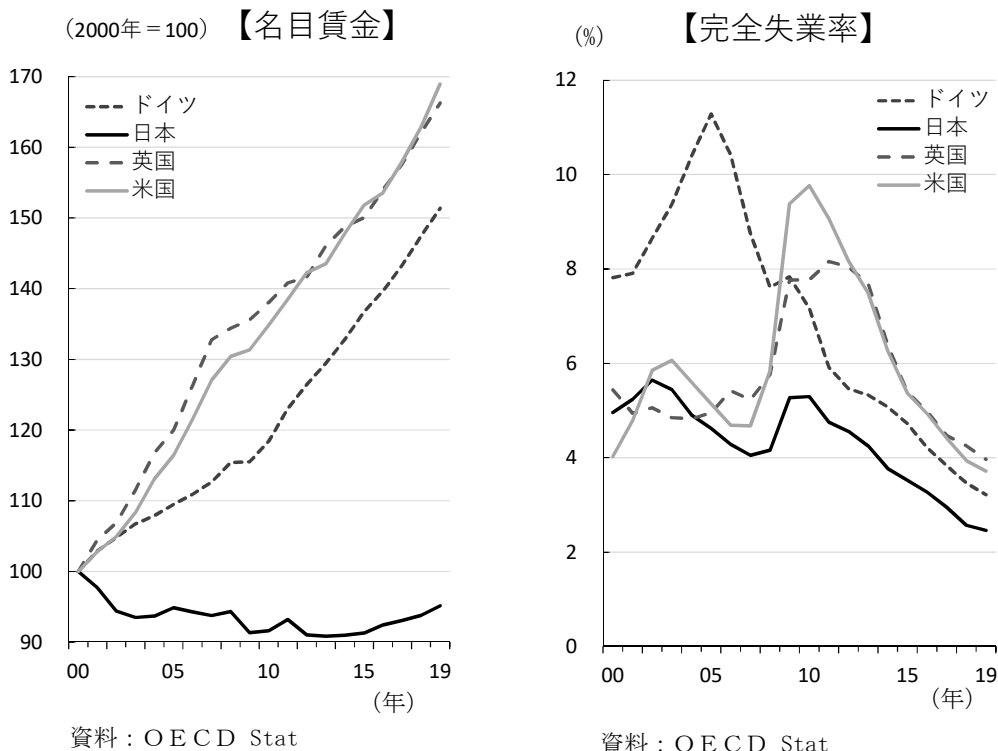 (2000年=100) 【名目賃金】
170
160
150
140
130
120
110
100
90
ドイツ
日本
英国
米国
00 05 10 15 19
(年)
資料：ＯＥＣＤ Stat
(%) 【完全失業率】
12
10
8
6
4
2
0
ドイツ
日本
英国
米国
00 05 10 15 19
(年)
資料：ＯＥＣＤ Stat